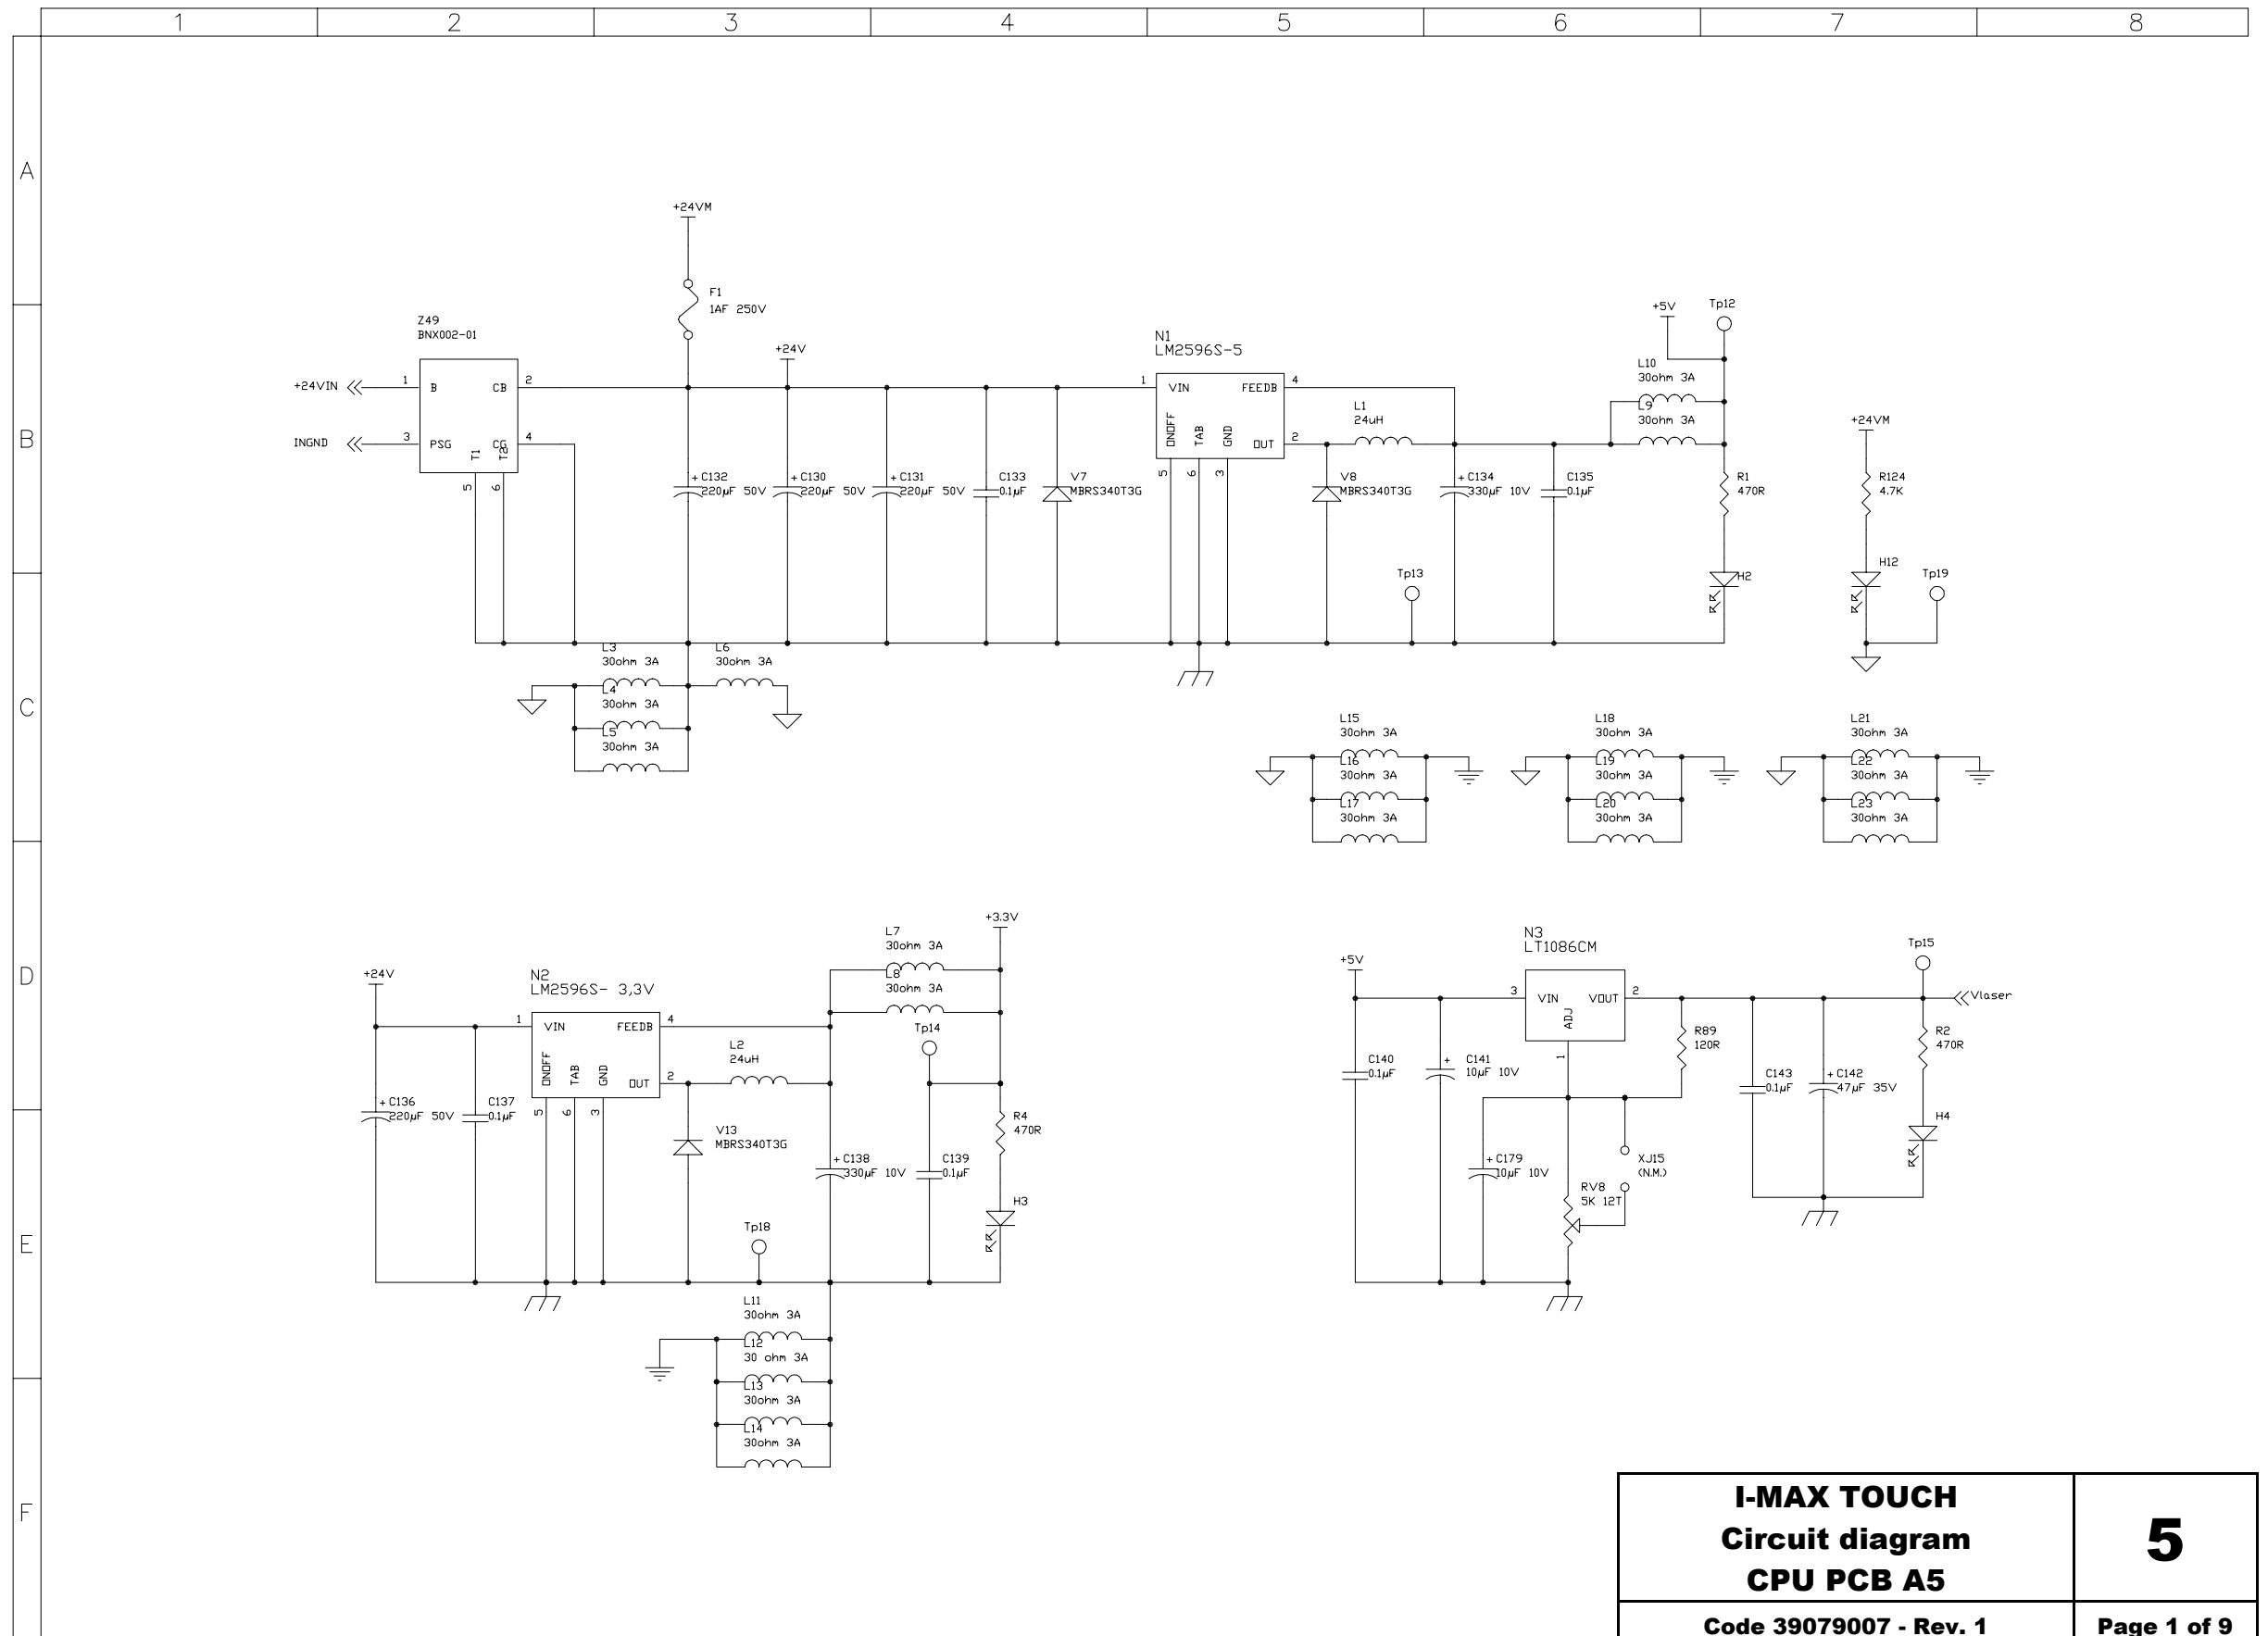 1 2 3 4 5 6 7 8
A
B
C
D
E
F
+24VM
F1
1AF 250V
Z49
BNX002-01
+24VIN
INGND
1 B CB 2
3 PSG CG 4
T1 T2
5 6
+24V
+ C132
220µF 50V
+ C130
220µF 50V
+ C131
220µF 50V
C133
0.1µF
V7
MBRS340T3G
N1
LM2596S-5
1 VIN FEEDB 4
ONOFF TAB GND OUT 2
5 6 3
L1
24uH
V8
MBRS340T3G
Tp13
+ C134
330µF 10V
C135
0.1µF
+5V
Tp12
L10
30ohm 3A
L9
30ohm 3A
R1
470R
H2
+24VM
R124
4.7K
H12
Tp19
L3
30ohm 3A
L4
30ohm 3A
L5
30ohm 3A
L6
30ohm 3A
L15
30ohm 3A
L16
30ohm 3A
L17
30ohm 3A
L18
30ohm 3A
L19
30ohm 3A
L20
30ohm 3A
L21
30ohm 3A
L22
30ohm 3A
L23
30ohm 3A
+24V
N2
LM2596S- 3,3V
1 VIN FEEDB 4
ONOFF TAB GND OUT 2
5 6 3
+ C136
220µF 50V
C137
0.1µF
L2
24uH
V13
MBRS340T3G
Tp18
+ C138
330µF 10V
L7
30ohm 3A
L8
30ohm 3A
+3.3V
Tp14
C139
0.1µF
R4
470R
H3
L11
30ohm 3A
L12
30 ohm 3A
L13
30ohm 3A
L14
30ohm 3A
+5V
N3
LT1086CM
3 VIN VOUT 2
ADJ
1
C140
0.1µF
+ C141
10µF 10V
+ C179
10µF 10V
RV8
5K 12T
XJ15
(N.M.)
R89
120R
C143
0.1µF
+ C142
47µF 35V
Tp15
Vlaser
R2
470R
H4
I-MAX TOUCH
Circuit diagram
CPU PCB A5
5
Code 39079007 - Rev. 1
Page 1 of 9